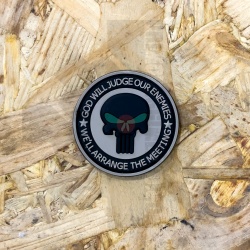 GOD WILL JUDGE OUR ENEMIES
WE'LL ARRANGE THE MEETING